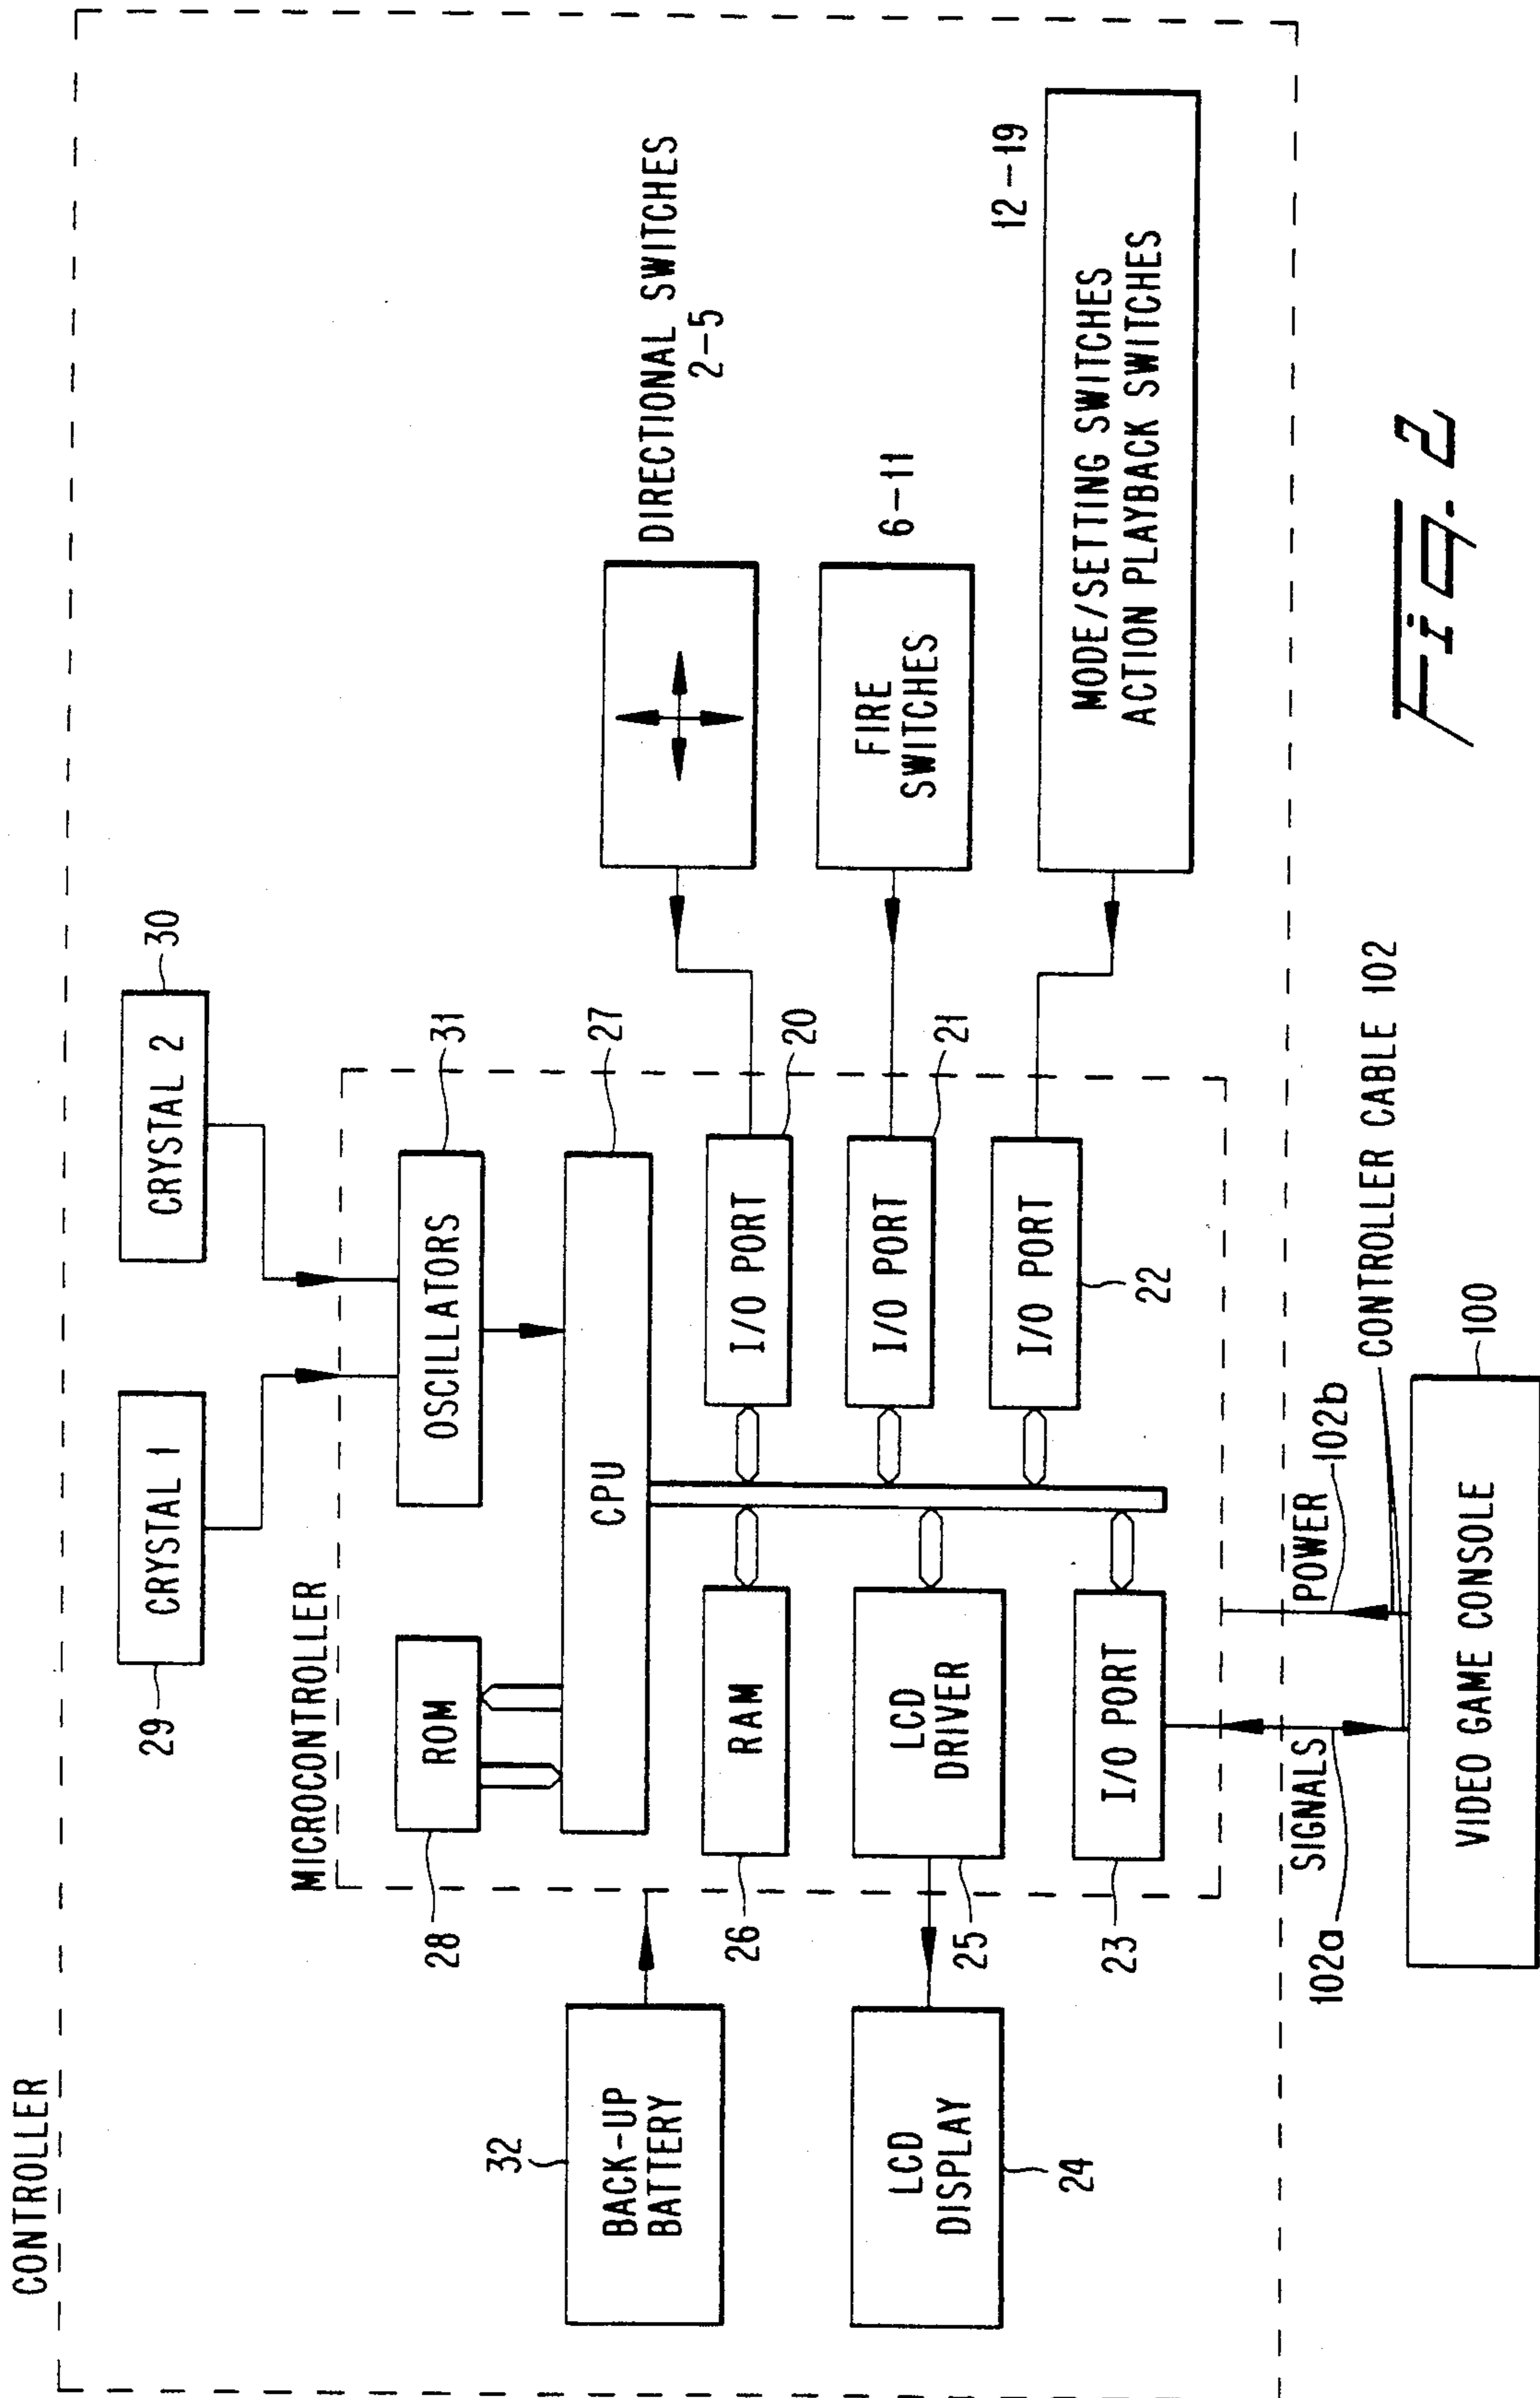 CONTROLLER
CRYSTAL 1
29
CRYSTAL 2
30
MICROCONTROLLER
ROM
28
OSCILLATORS
31
32
BACK-UP
BATTERY
CPU
27
DIRECTIONAL SWITCHES
2-5
RAM
26
I/O PORT
20
LCD
DISPLAY
24
LCD
DRIVER
25
I/O PORT
21
FIRE
SWITCHES
6-11
I/O PORT
23
I/O PORT
22
12-19
MODE/SETTING SWITCHES
ACTION PLAYBACK SWITCHES
SIGNALS
102a
POWER
102b
CONTROLLER CABLE 102
VIDEO GAME CONSOLE
100
Fig. 2